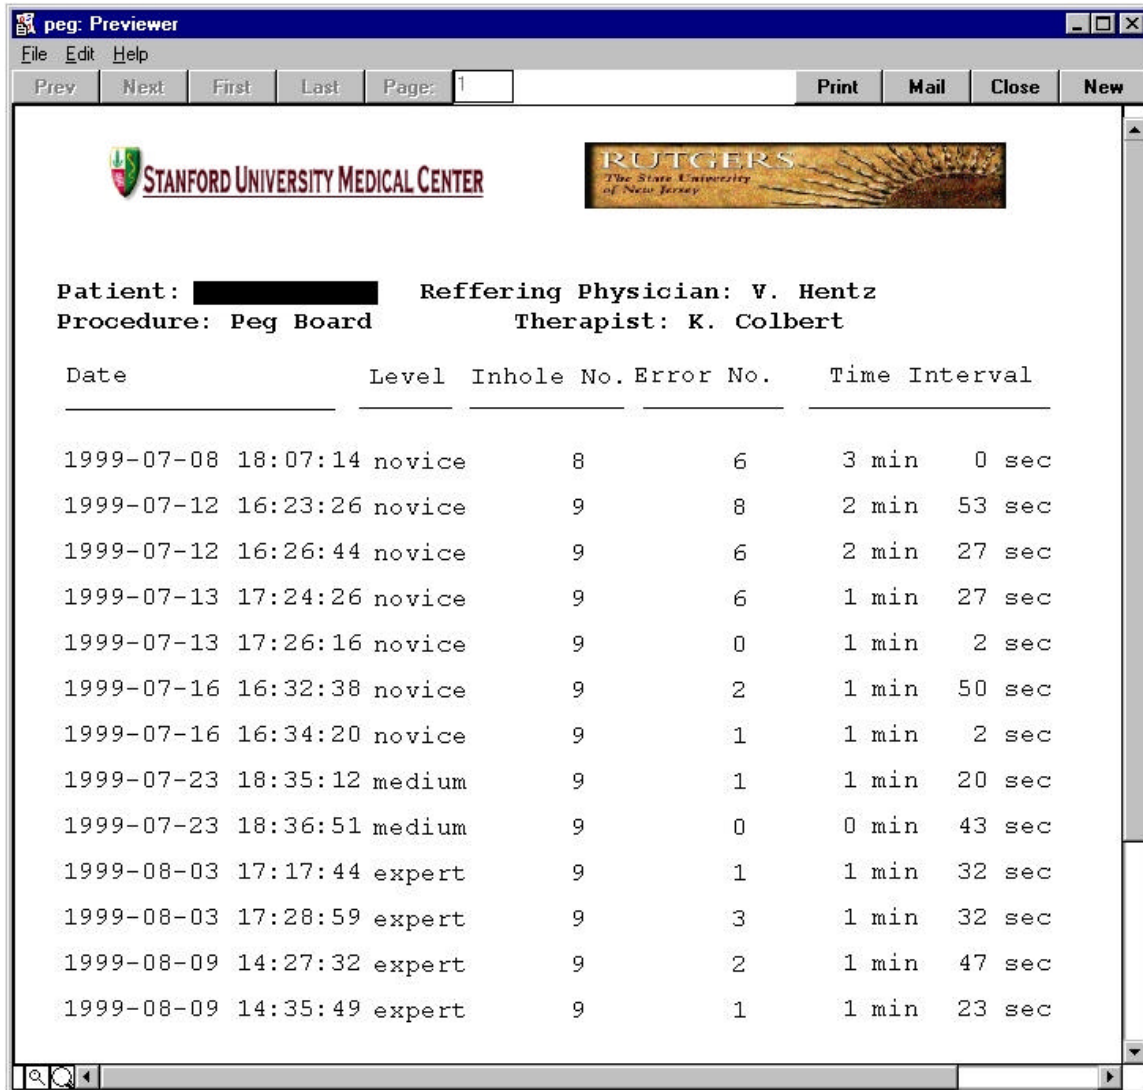 peg: Previewer
File Edit Help
Prev Next First Last Page: 1 Print Mail Close New
STANFORD UNIVERSITY MEDICAL CENTER
RUTGERS
The State University
of New Jersey
Patient: Reffering Physician: V. Hentz
Procedure: Peg Board Therapist: K. Colbert
Date Level Inhole No. Error No. Time Interval
1999-07-08 18:07:14 novice 8 6 3 min 0 sec
1999-07-12 16:23:26 novice 9 8 2 min 53 sec
1999-07-12 16:26:44 novice 9 6 2 min 27 sec
1999-07-13 17:24:26 novice 9 6 1 min 27 sec
1999-07-13 17:26:16 novice 9 0 1 min 2 sec
1999-07-16 16:32:38 novice 9 2 1 min 50 sec
1999-07-16 16:34:20 novice 9 1 1 min 2 sec
1999-07-23 18:35:12 medium 9 1 1 min 20 sec
1999-07-23 18:36:51 medium 9 0 0 min 43 sec
1999-08-03 17:17:44 expert 9 1 1 min 32 sec
1999-08-03 17:28:59 expert 9 3 1 min 32 sec
1999-08-09 14:27:32 expert 9 2 1 min 47 sec
1999-08-09 14:35:49 expert 9 1 1 min 23 sec